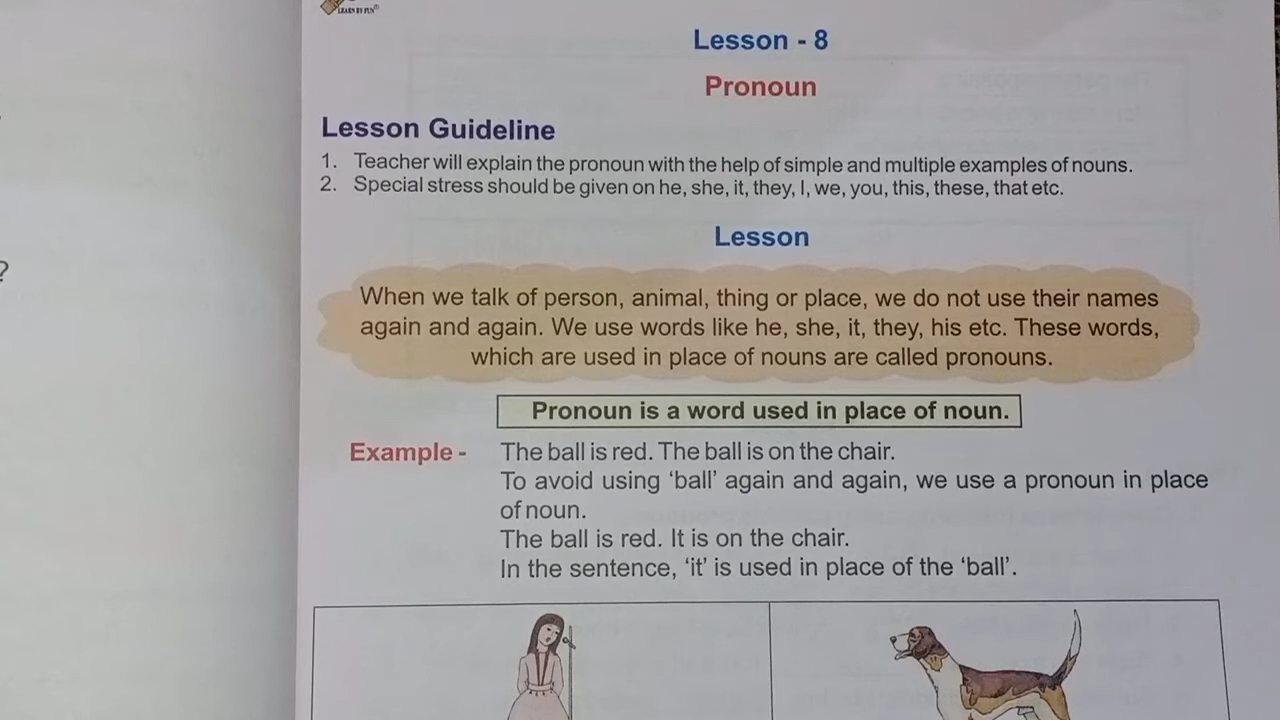 LEARN BY FUN®
Lesson - 8
Pronoun
Lesson Guideline
1. Teacher will explain the pronoun with the help of simple and multiple examples of nouns.
2. Special stress should be given on he, she, it, they, I, we, you, this, these, that etc.
Lesson
When we talk of person, animal, thing or place, we do not use their names
again and again. We use words like he, she, it, they, his etc. These words,
which are used in place of nouns are called pronouns.
Pronoun is a word used in place of noun.
Example - The ball is red. The ball is on the chair.
To avoid using ‘ball’ again and again, we use a pronoun in place
of noun.
The ball is red. It is on the chair.
In the sentence, ‘it’ is used in place of the ‘ball’.
?